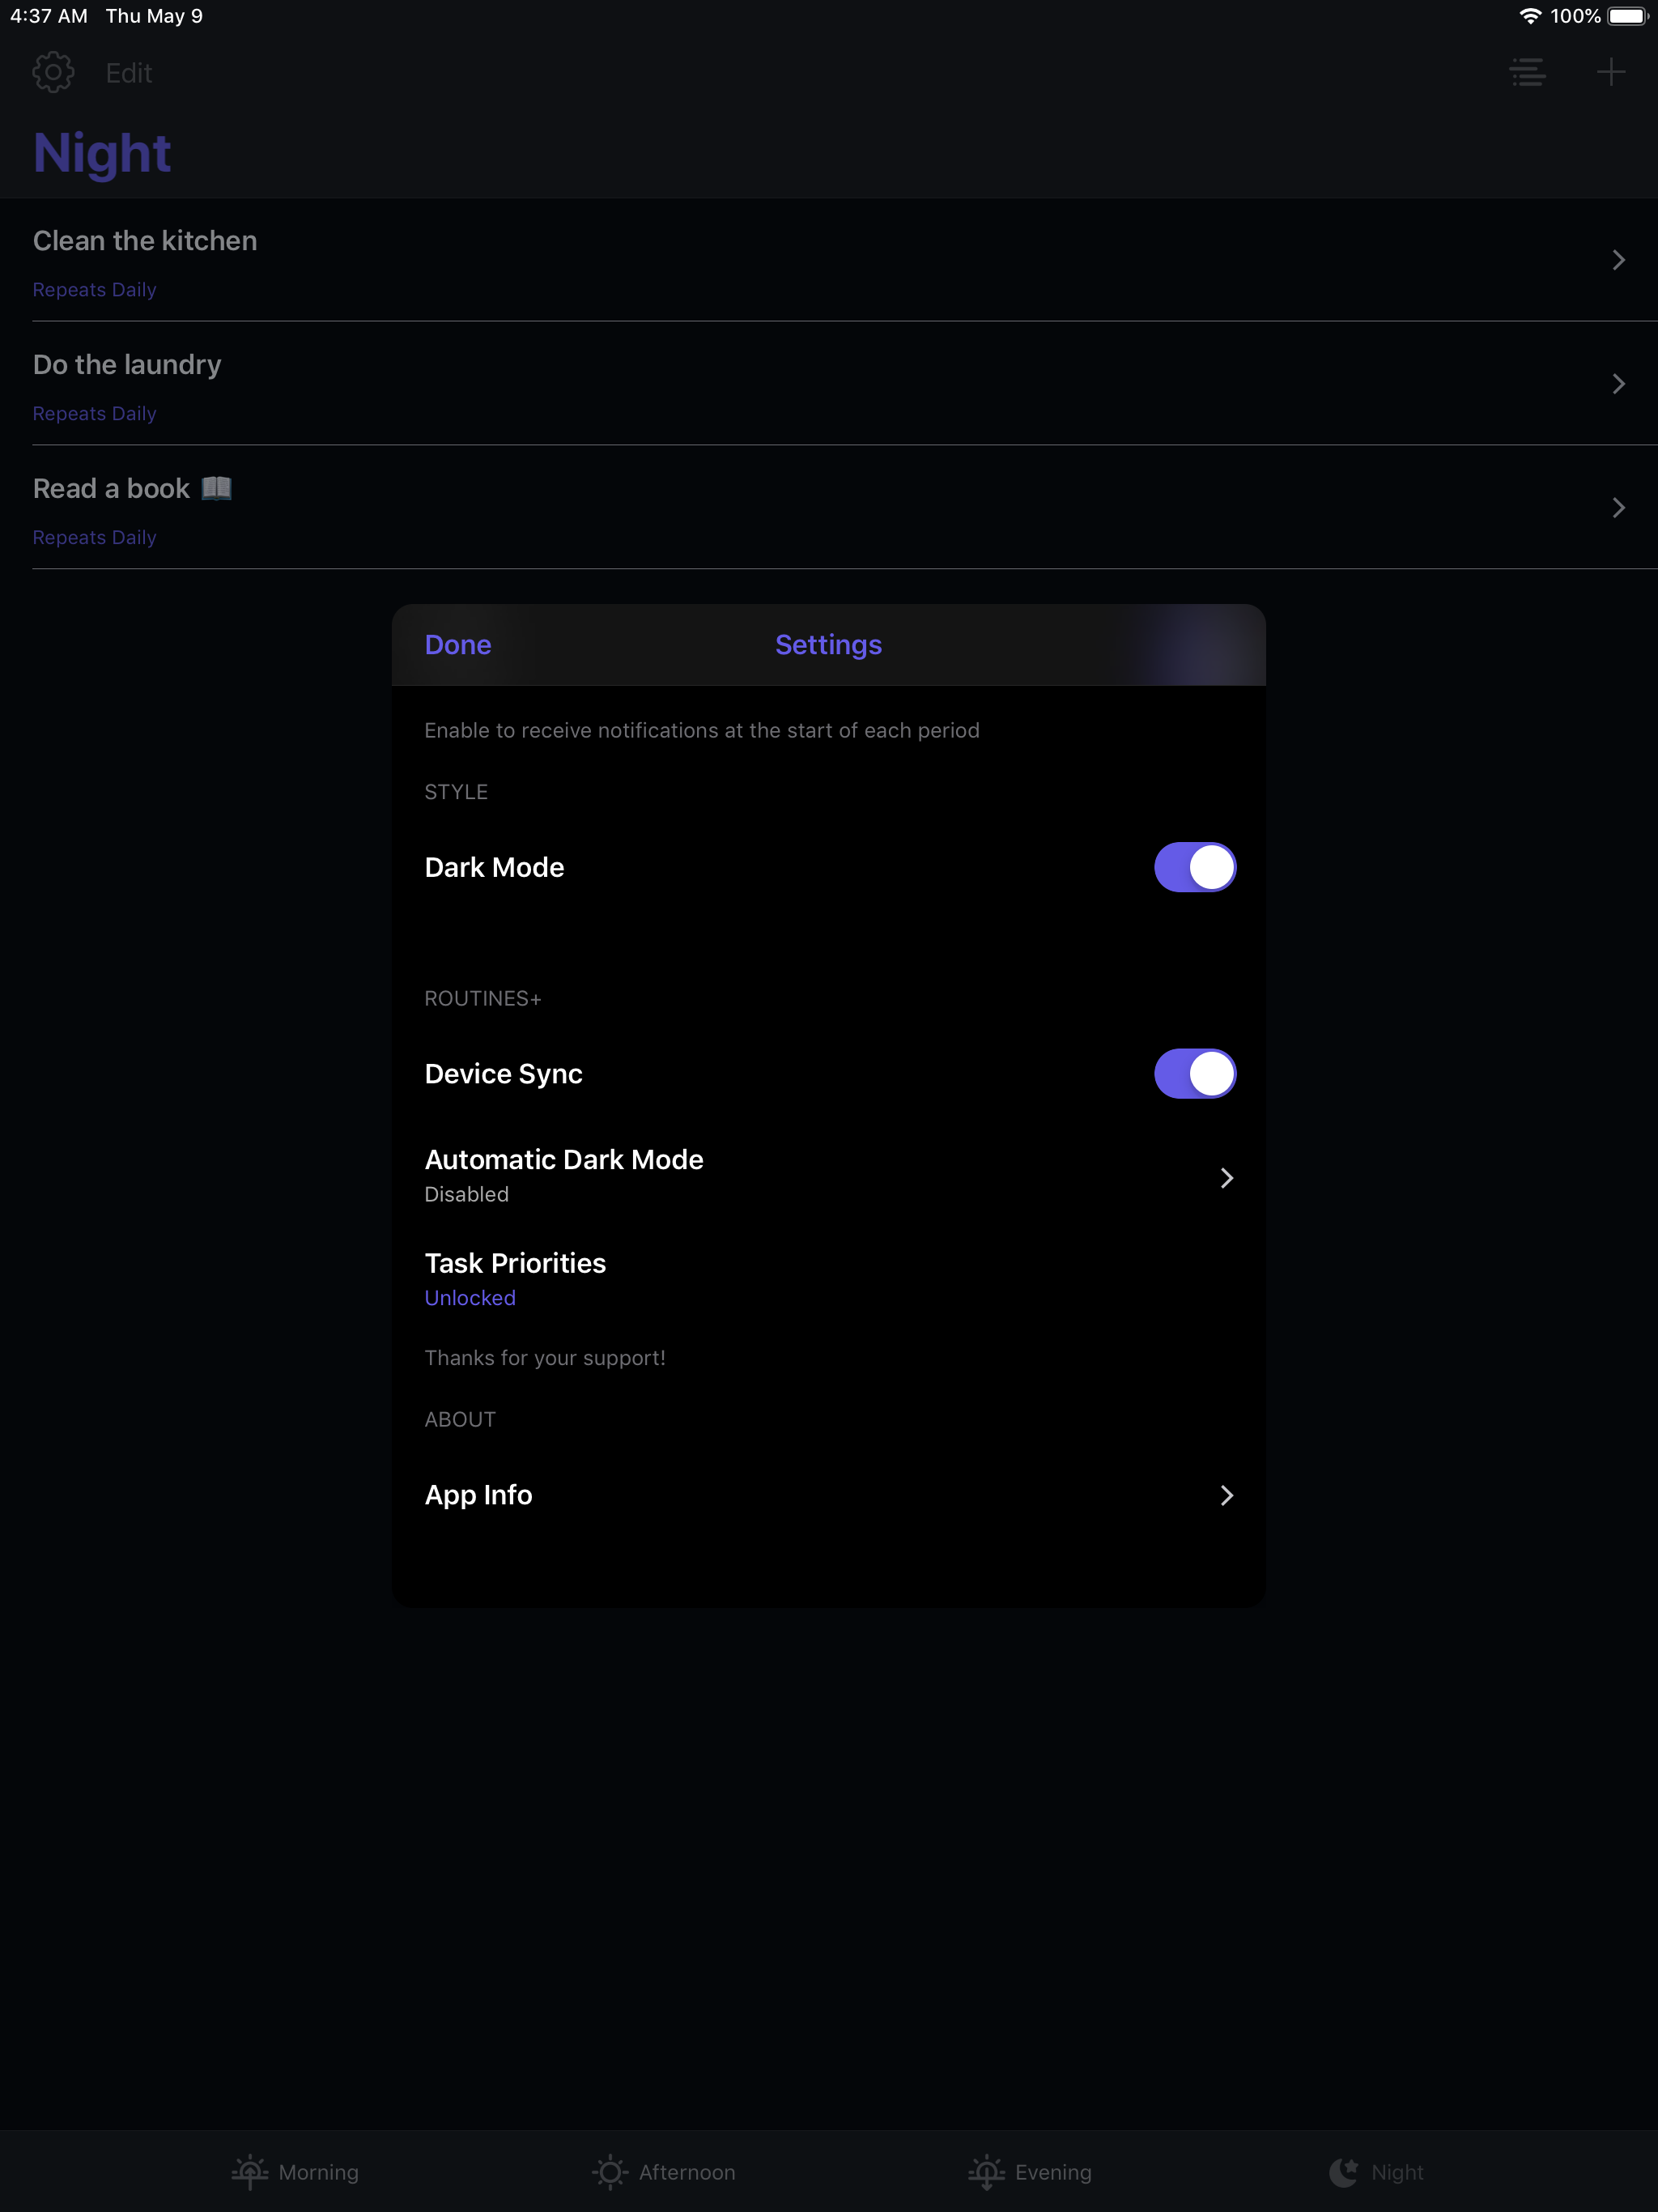 4:37 AM Thu May 9 100%
Edit
Night
Clean the kitchen
Repeats Daily
Do the laundry
Repeats Daily
Read a book 📖
Repeats Daily
Done Settings
Enable to receive notifications at the start of each period
STYLE
Dark Mode
ROUTINES+
Device Sync
Automatic Dark Mode
Disabled
Task Priorities
Unlocked
Thanks for your support!
ABOUT
App Info
Morning Afternoon Evening Night